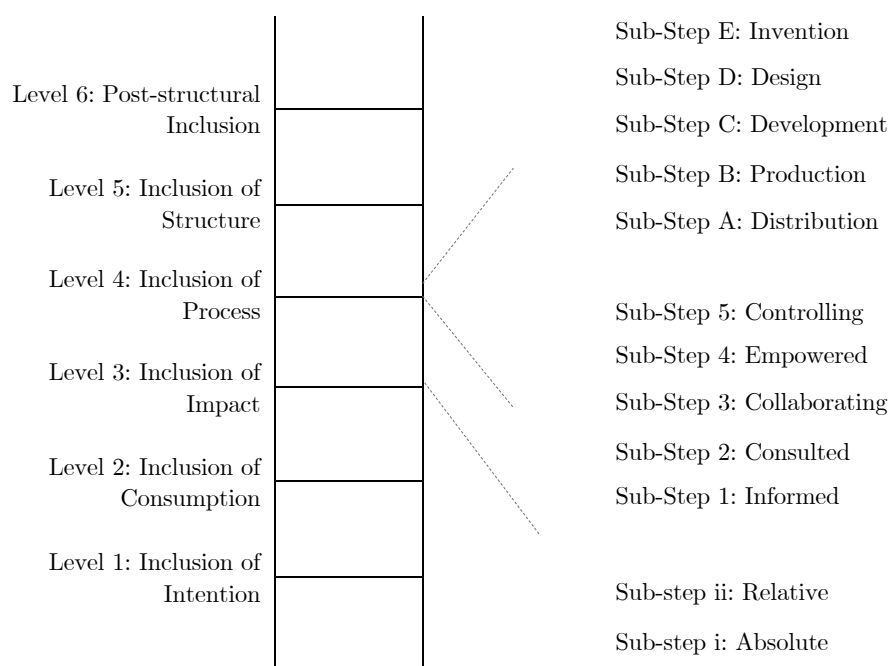 Level 6: Post-structural
Inclusion
Level 5: Inclusion of
Structure
Level 4: Inclusion of
Process
Level 3: Inclusion of
Impact
Level 2: Inclusion of
Consumption
Level 1: Inclusion of
Intention
Sub-Step E: Invention
Sub-Step D: Design
Sub-Step C: Development
Sub-Step B: Production
Sub-Step A: Distribution
Sub-Step 5: Controlling
Sub-Step 4: Empowered
Sub-Step 3: Collaborating
Sub-Step 2: Consulted
Sub-Step 1: Informed
Sub-step ii: Relative
Sub-step i: Absolute